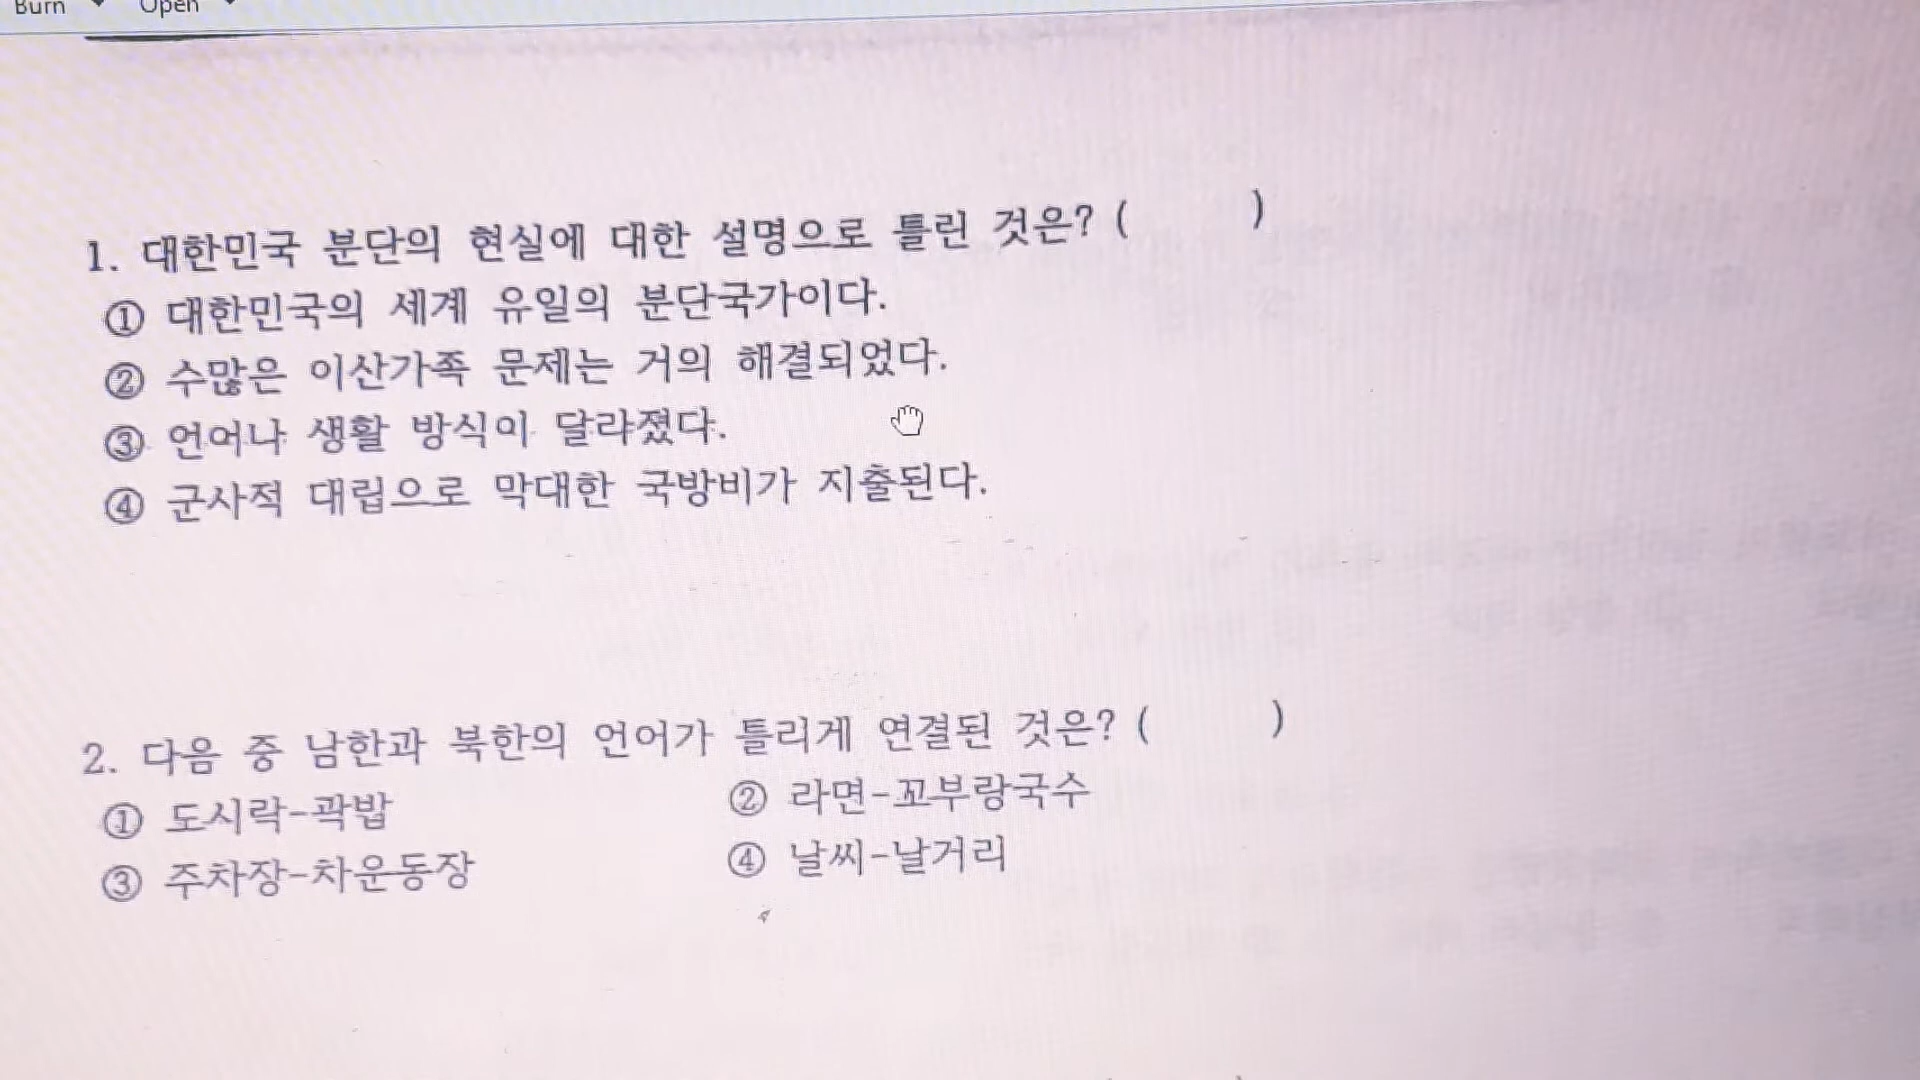 Burn Open
1. 대한민국 분단의 현실에 대한 설명으로 틀린 것은? ( )
① 대한민국의 세계 유일의 분단국가이다.
② 수많은 이산가족 문제는 거의 해결되었다.
③ 언어나 생활 방식이 달라졌다.
④ 군사적 대립으로 막대한 국방비가 지출된다.
2. 다음 중 남한과 북한의 언어가 틀리게 연결된 것은? ( )
① 도시락-곽밥 ② 라면-꼬부랑국수
③ 주차장-차운동장 ④ 날씨-날거리